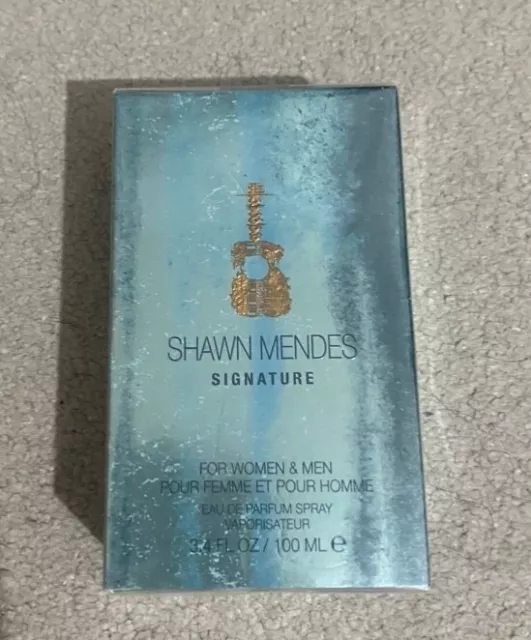 SHAWN MENDES
SIGNATURE
FOR WOMEN & MEN
POUR FEMME ET POUR HOMME
EAU DE PARFUM SPRAY
VAPORISATEUR
3.4 FL OZ / 100 ML ℮